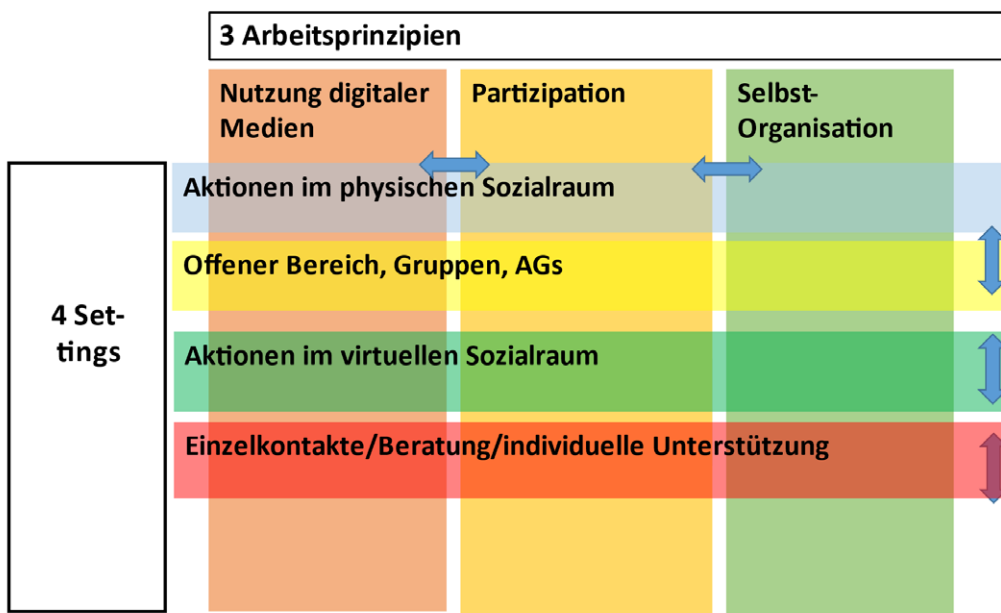 3 Arbeitsprinzipien
Nutzung digitaler
Medien
Partizipation
Selbst-
Organisation
4 Set-
tings
Aktionen im physischen Sozialraum
Offener Bereich, Gruppen, AGs
Aktionen im virtuellen Sozialraum
Einzelkontakte/Beratung/individuelle Unterstützung